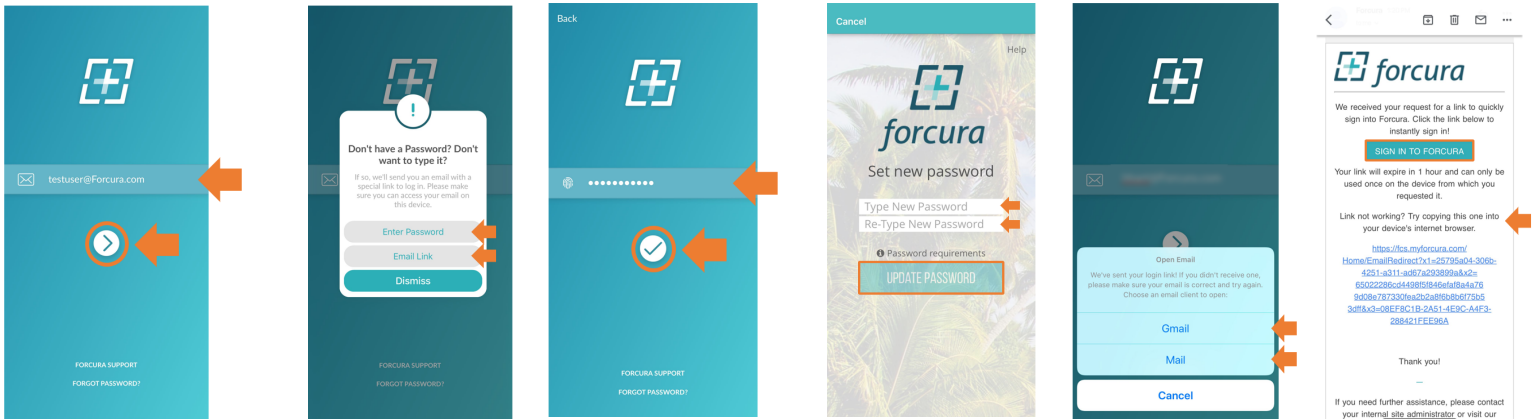 testuser@Forcura.com
FORCURA SUPPORT
FORGOT PASSWORD?
Don't have a Password? Don't
want to type it?
If so, we'll send you an email with a
special link to log in. Please make
sure you can access your email on
this device.
Enter Password
Email Link
Dismiss
FORCURA SUPPORT
FORGOT PASSWORD?
Back
FORCURA SUPPORT
FORGOT PASSWORD?
Cancel
Help
forcura
Set new password
Type New Password
Re-Type New Password
Password requirements
UPDATE PASSWORD
Open Email
We've sent your login link! If you didn't receive one,
please make sure your email is correct and try again.
Choose an email client to open:
Gmail
Mail
Cancel
forcura
We received your request for a link to quickly
sign into Forcura. Click the link below to
instantly sign in!
SIGN IN TO FORCURA
Your link will expire in 1 hour and can only be
used once on the device from which you
requested it.
Link not working? Try copying this one into
your device's internet browser.
https://fcs.myforcura.com/
Home/EmailRedirect?x1=25795a04-306b-
4251-a311-ad67a293899a&x2=
65022286cd4498f5f846efaf8a4a76
9d08e787330fea2b2a8f6b8b6f75b5
3dff&x3=08EF8C1B-2A51-4E9C-A4F3-
288421FEE96A
Thank you!
If you need further assistance, please contact
your internal site administrator or visit our